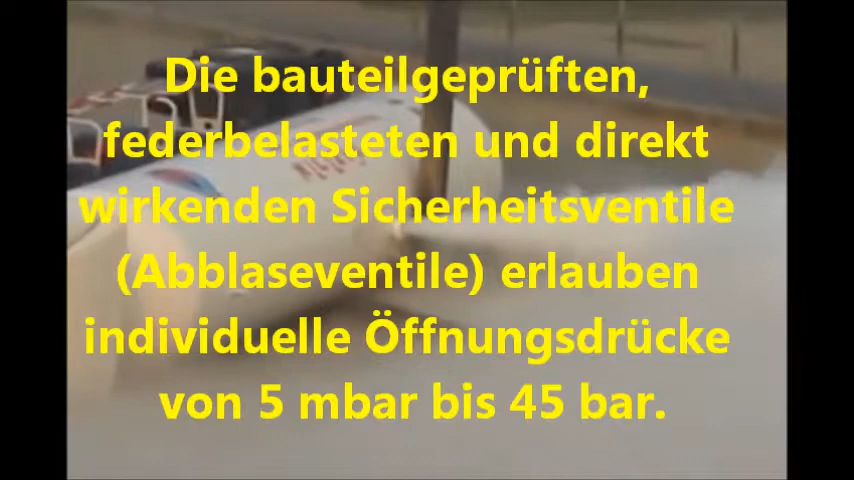 Die bauteilgeprüften,
federbelasteten und direkt
wirkenden Sicherheitsventile
(Abblaseventile) erlauben
individuelle Öffnungsdrücke
von 5 mbar bis 45 bar.